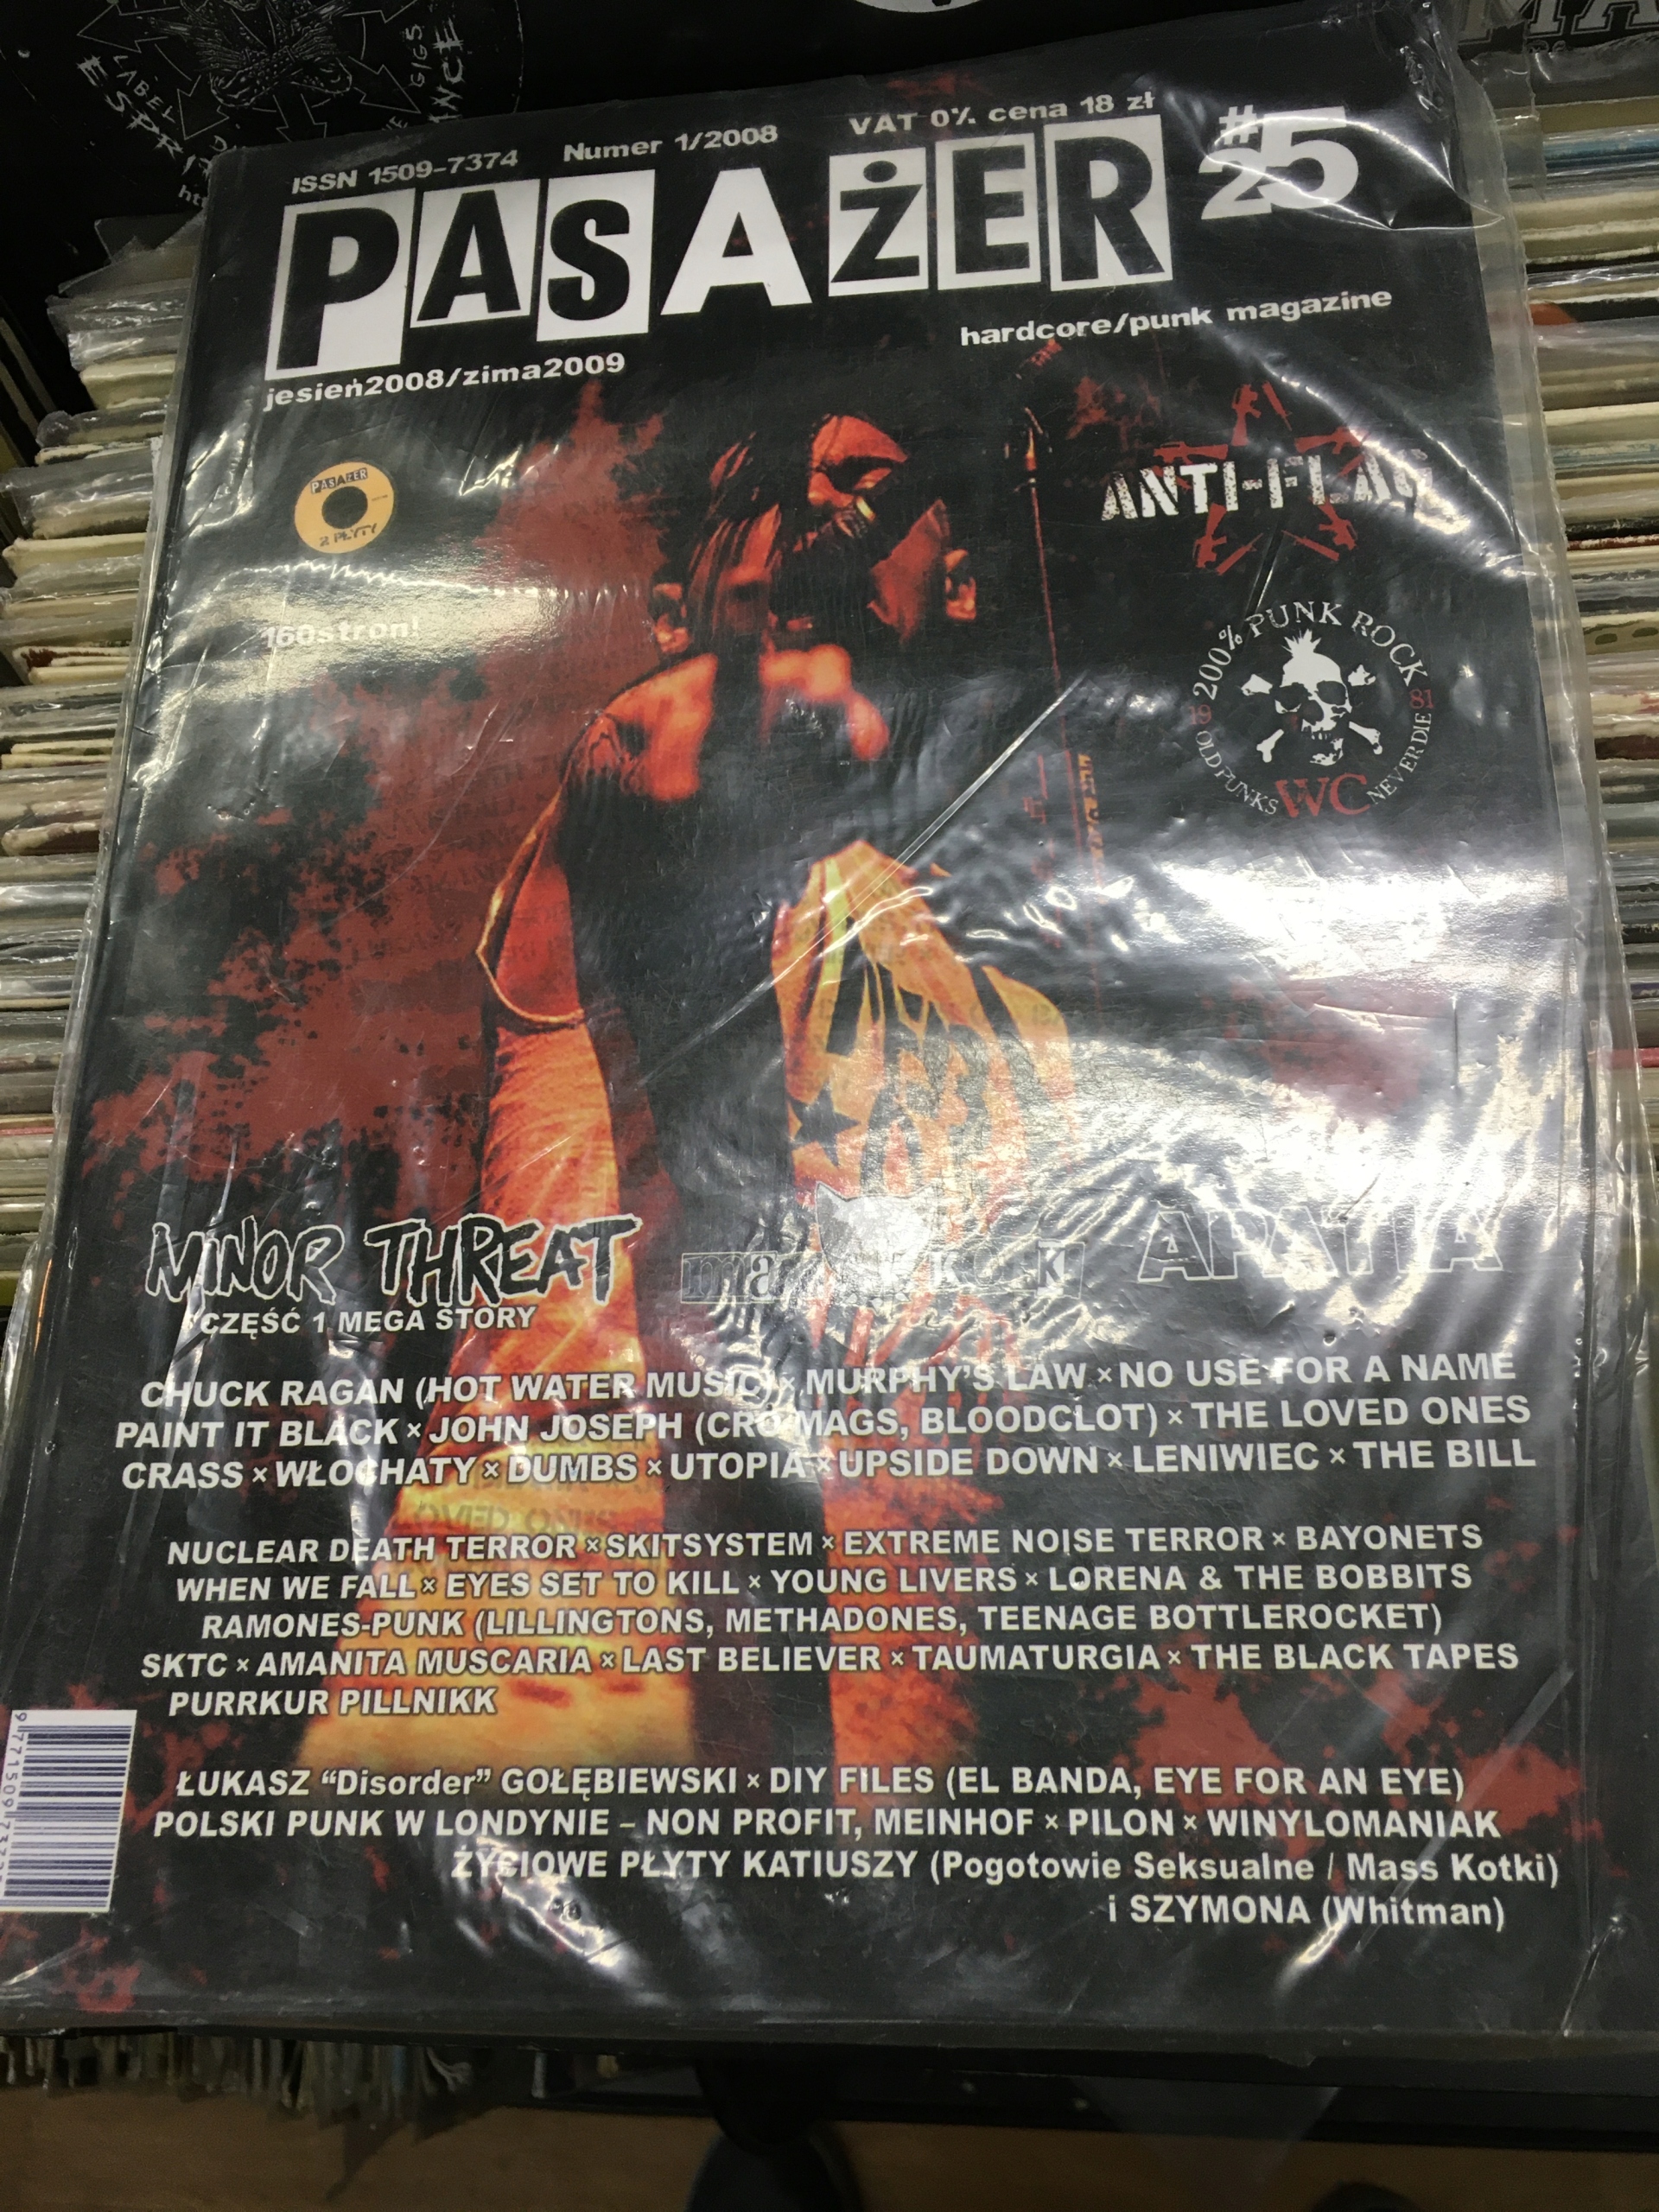 LABEL
GIGS
ISSN 1509-7374 Numer 1/2008 VAT 0% cena 18 zł
PASAŻER #25
hardcore/punk magazine
jesień2008/zima2009
PASAŻER
2 PŁYTY
160stron!
ANTI-FLAG
200% PUNK ROCK
19 81
OLD PUNKS WC NEVER DIE
MINOR THREAT
CZĘŚĆ 1 MEGA STORY
APATIA
CHUCK RAGAN (HOT WATER MUSIC) × MURPHY'S LAW × NO USE FOR A NAME
PAINT IT BLACK × JOHN JOSEPH (CRO MAGS, BLOODCLOT) × THE LOVED ONES
CRASS × WŁOCHATY × DUMBS × UTOPIA × UPSIDE DOWN × LENIWIEC × THE BILL
NUCLEAR DEATH TERROR × SKITSYSTEM × EXTREME NOISE TERROR × BAYONETS
WHEN WE FALL × EYES SET TO KILL × YOUNG LIVERS × LORENA & THE BOBBITS
RAMONES-PUNK (LILLINGTONS, METHADONES, TEENAGE BOTTLEROCKET)
SKTC × AMANITA MUSCARIA × LAST BELIEVER × TAUMATURGIA × THE BLACK TAPES
PURRKUR PILLNIKK
ŁUKASZ “Disorder” GOŁĘBIEWSKI × DIY FILES (EL BANDA, EYE FOR AN EYE)
POLSKI PUNK W LONDYNIE – NON PROFIT, MEINHOF × PILON × WINYLOMANIAK
ŻYCIOWE PŁYTY KATIUSZY (Pogotowie Seksualne / Mass Kotki)
i SZYMONA (Whitman)